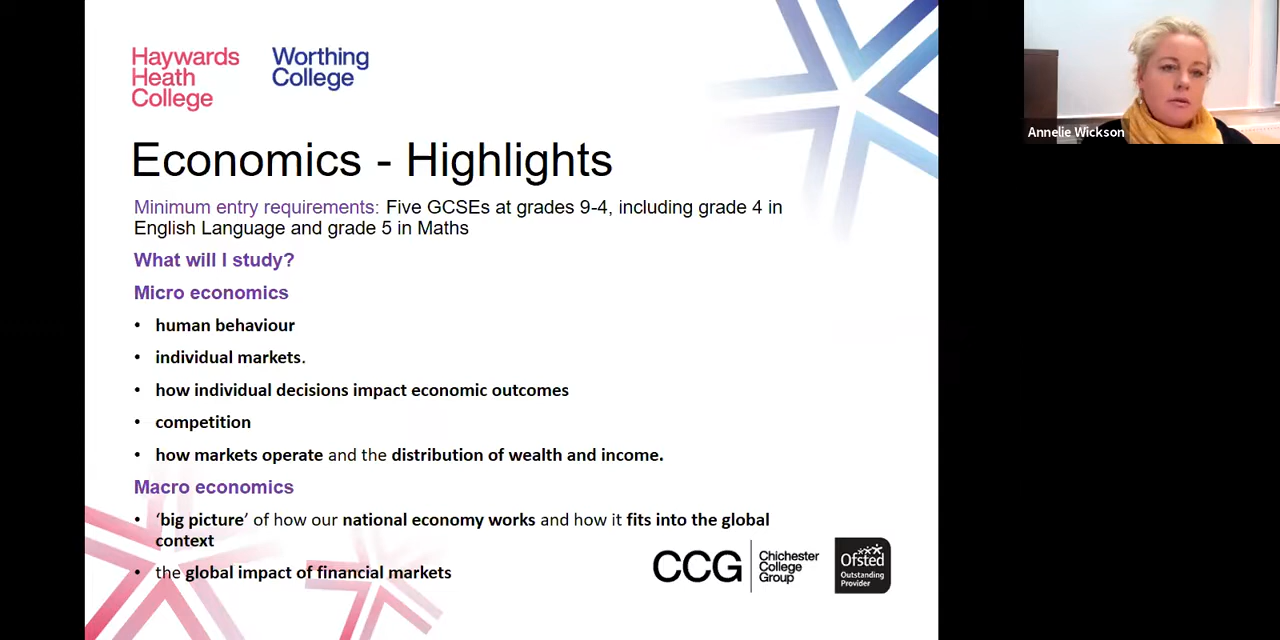 Haywards
Heath
College
Worthing
College
Economics - Highlights
Minimum entry requirements: Five GCSEs at grades 9-4, including grade 4 in
English Language and grade 5 in Maths
What will I study?
Micro economics
• human behaviour
• individual markets.
• how individual decisions impact economic outcomes
• competition
• how markets operate and the distribution of wealth and income.
Macro economics
• ‘big picture’ of how our national economy works and how it fits into the global
context
• the global impact of financial markets
CCG
Chichester
College
Group
Ofsted
Outstanding
Provider
Annelie Wickson